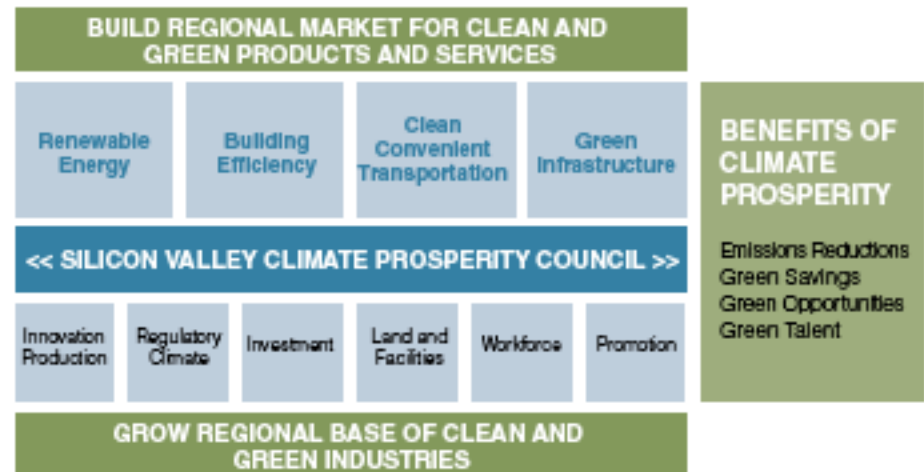 BUILD REGIONAL MARKET FOR CLEAN AND
GREEN PRODUCTS AND SERVICES
Renewable
Energy
Building
Efficiency
Clean
Convenient
Transportation
Green
Infrastructure
<< SILICON VALLEY CLIMATE PROSPERITY COUNCIL >>
Innovation
Production
Regulatory
Climate
Investment
Land and
Facilities
Workforce
Promotion
GROW REGIONAL BASE OF CLEAN AND
GREEN INDUSTRIES
BENEFITS OF
CLIMATE
PROSPERITY
Emissions Reductions
Green Savings
Green Opportunities
Green Talent